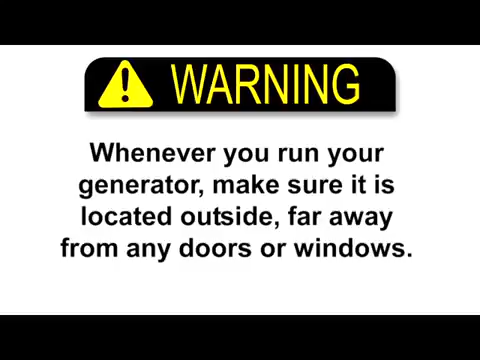 WARNING
Whenever you run your
generator, make sure it is
located outside, far away
from any doors or windows.